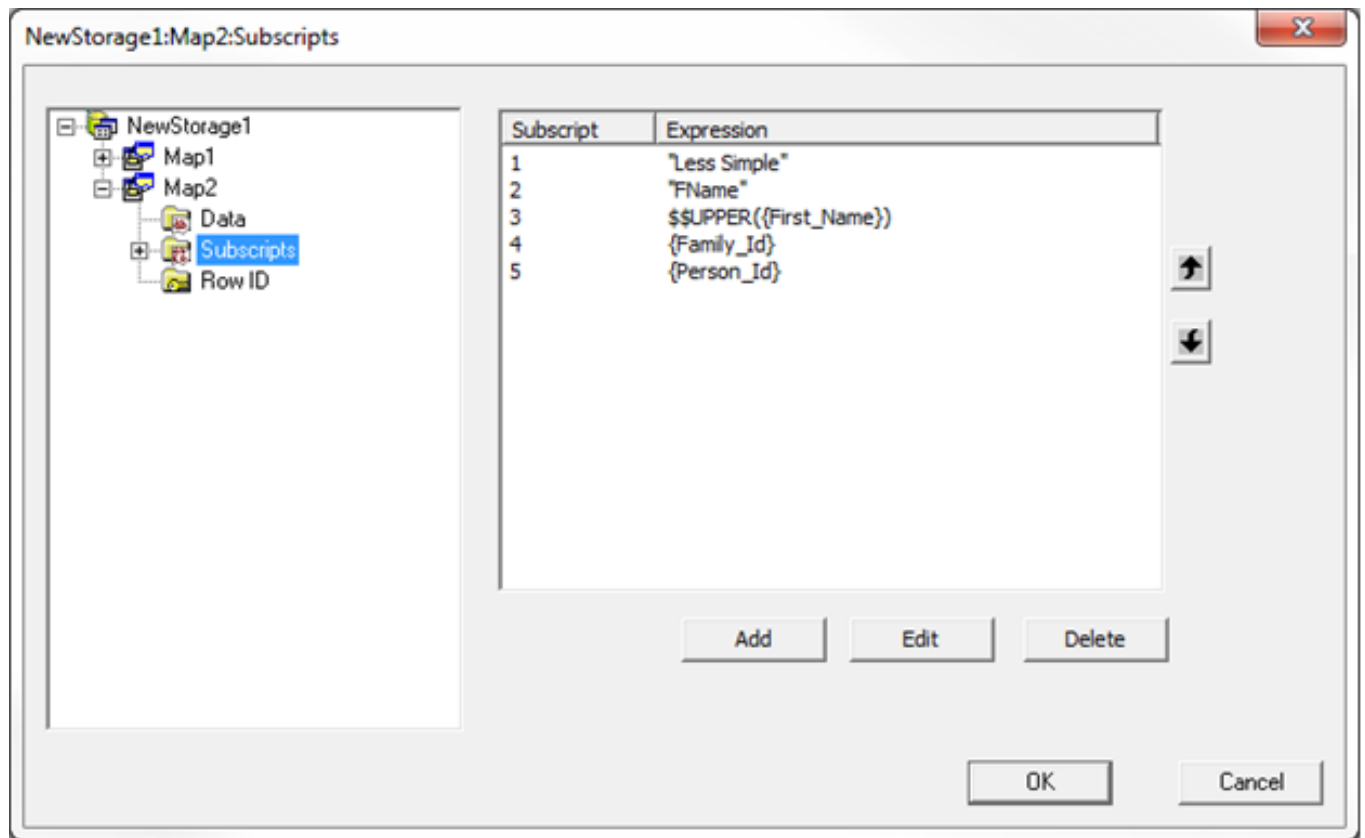 NewStorage1:Map2:Subscripts
NewStorage1
Map1
Map2
Data
Subscripts
Row ID
Subscript Expression
1 "Less Simple"
2 "FName"
3 $$UPPER({First_Name})
4 {Family_Id}
5 {Person_Id}
Add Edit Delete
OK Cancel